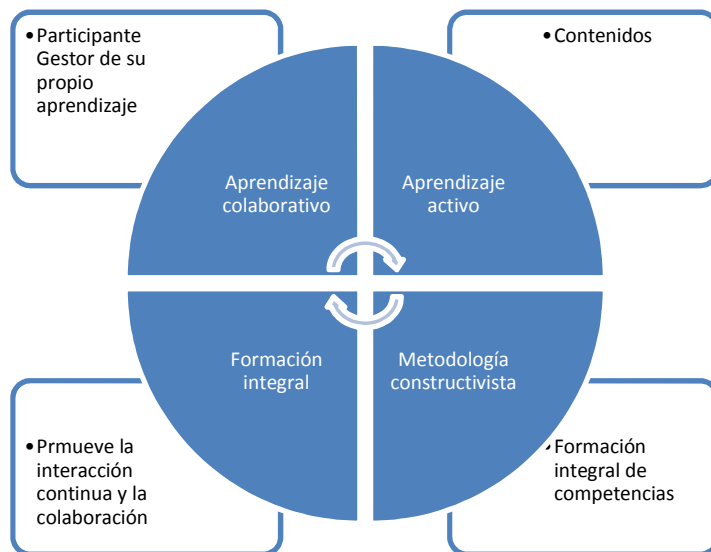 •Participante
Gestor de su
propio
aprendizaje
•Contenidos
Aprendizaje
colaborativo
Aprendizaje
activo
Formación
integral
Metodología
constructivista
•Prmueve la
interacción
continua y la
colaboración
•Formación
integral de
competencias